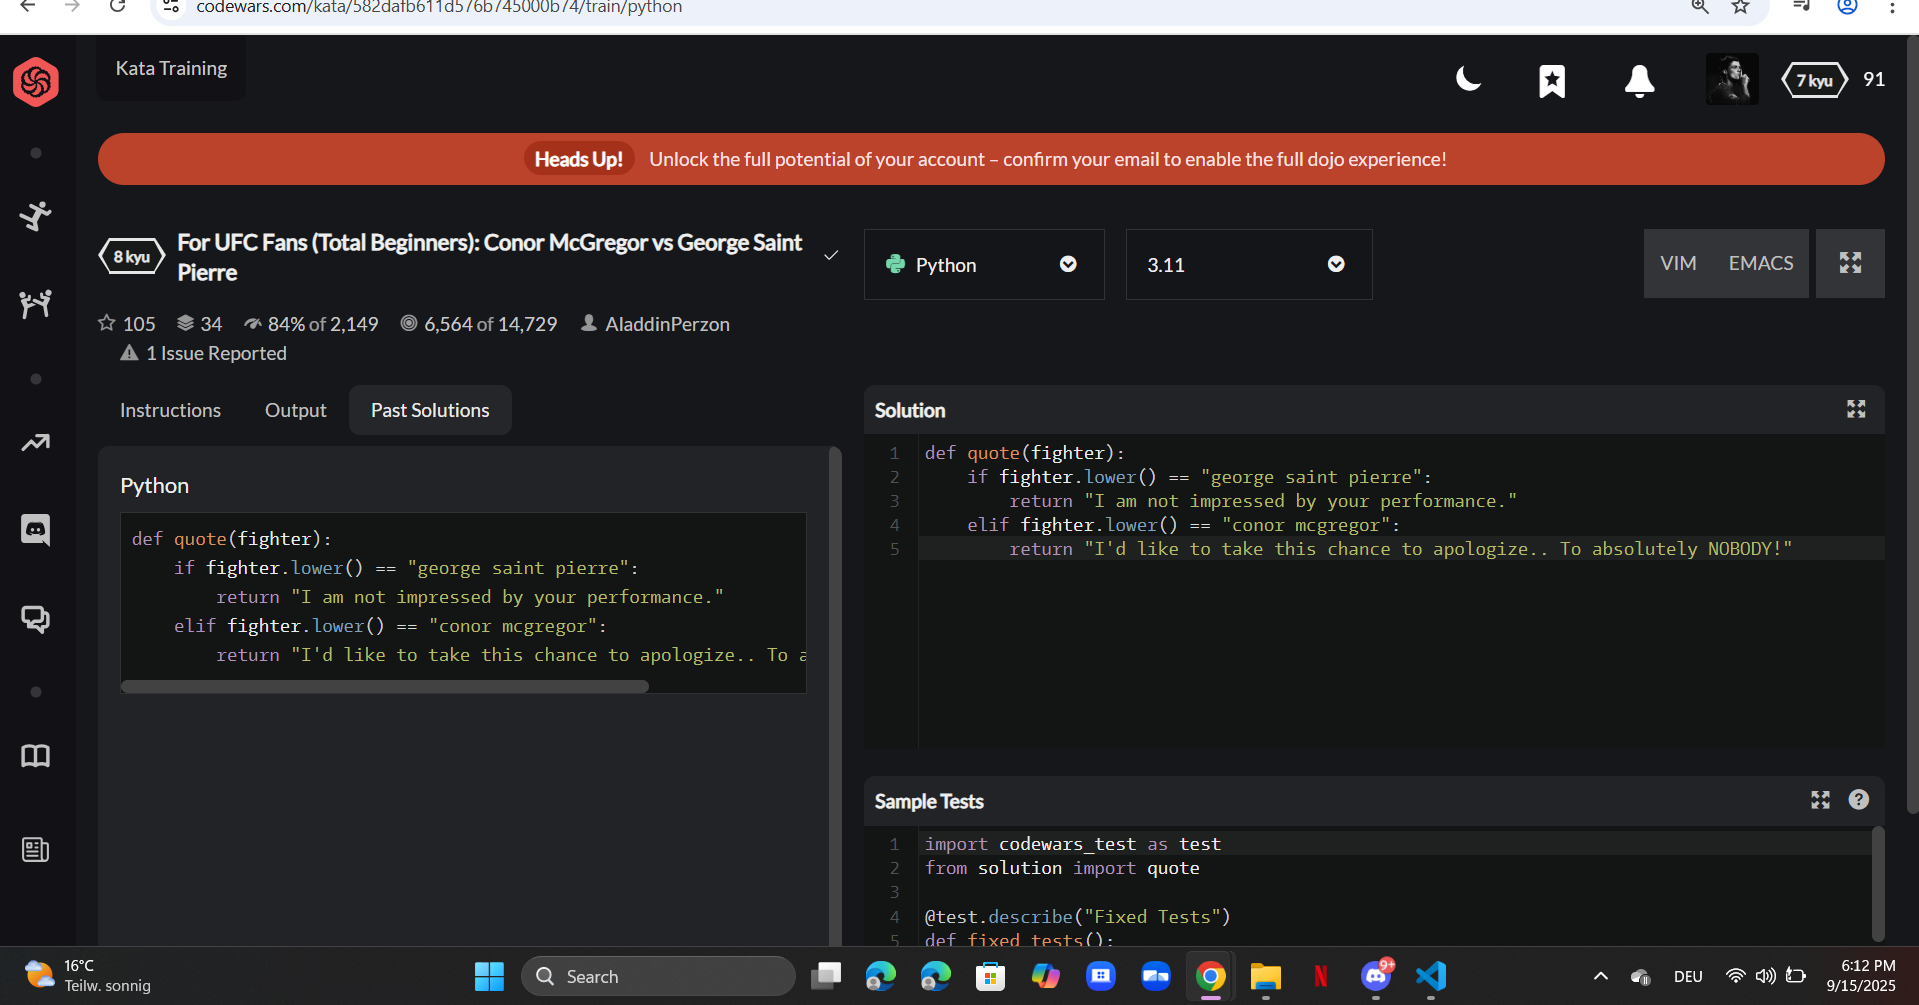 codewars.com/kata/582dafb611d576b745000b74/train/python
Kata Training
7 kyu
91
Heads Up!
Unlock the full potential of your account – confirm your email to enable the full dojo experience!
8 kyu
For UFC Fans (Total Beginners): Conor McGregor vs George Saint
Pierre
105
34
84% of 2,149
6,564 of 14,729
AladdinPerzon
1 Issue Reported
Python
3.11
VIM
EMACS
Instructions
Output
Past Solutions
Python
def quote(fighter):
    if fighter.lower() == "george saint pierre":
        return "I am not impressed by your performance."
    elif fighter.lower() == "conor mcgregor":
        return "I'd like to take this chance to apologize.. To a
Solution
1 def quote(fighter):
2     if fighter.lower() == "george saint pierre":
3         return "I am not impressed by your performance."
4     elif fighter.lower() == "conor mcgregor":
5         return "I'd like to take this chance to apologize.. To absolutely NOBODY!"
Sample Tests
1 import codewars_test as test
2 from solution import quote
3
4 @test.describe("Fixed Tests")
5 def fixed_tests():
16°C
Teilw. sonnig
Search
9+
DEU
6:12 PM
9/15/2025